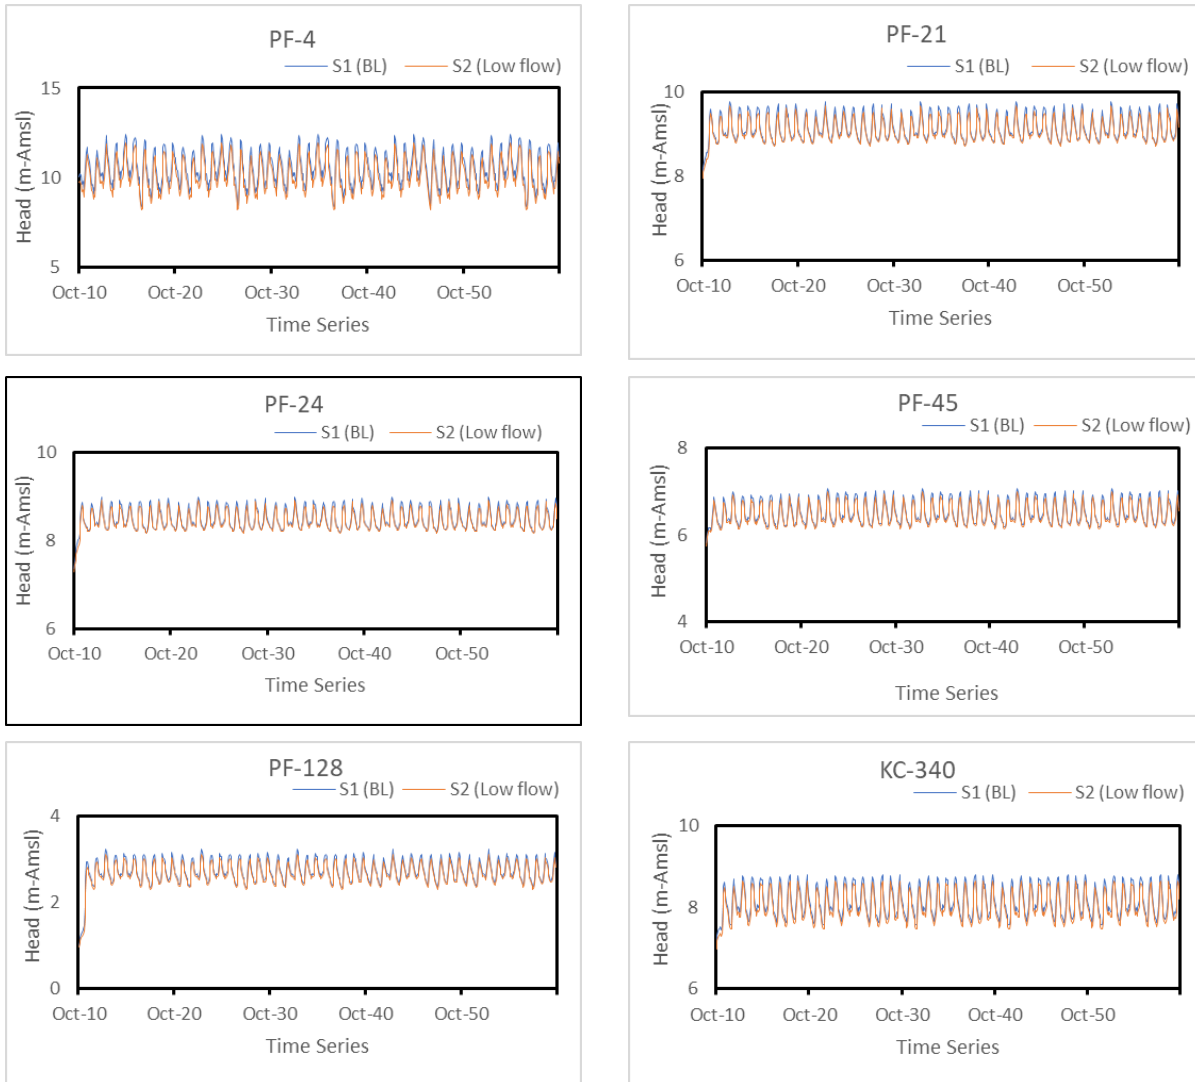 PF-4
S1 (BL) S2 (Low flow)
15
10
5
Head (m-Amsl)
Oct-10 Oct-20 Oct-30 Oct-40 Oct-50
Time Series
PF-21
S1 (BL) S2 (Low flow)
10
8
6
Head (m-Amsl)
Oct-10 Oct-20 Oct-30 Oct-40 Oct-50
Time Series
PF-24
S1 (BL) S2 (Low flow)
10
8
6
Head (m-Amsl)
Oct-10 Oct-20 Oct-30 Oct-40 Oct-50
Time Series
PF-45
S1 (BL) S2 (Low flow)
8
6
4
Head (m-Amsl)
Oct-10 Oct-20 Oct-30 Oct-40 Oct-50
Time Series
PF-128
S1 (BL) S2 (Low flow)
4
2
0
Head (m-Amsl)
Oct-10 Oct-20 Oct-30 Oct-40 Oct-50
Time Series
KC-340
S1 (BL) S2 (Low flow)
10
8
6
Head (m-Amsl)
Oct-10 Oct-20 Oct-30 Oct-40 Oct-50
Time Series